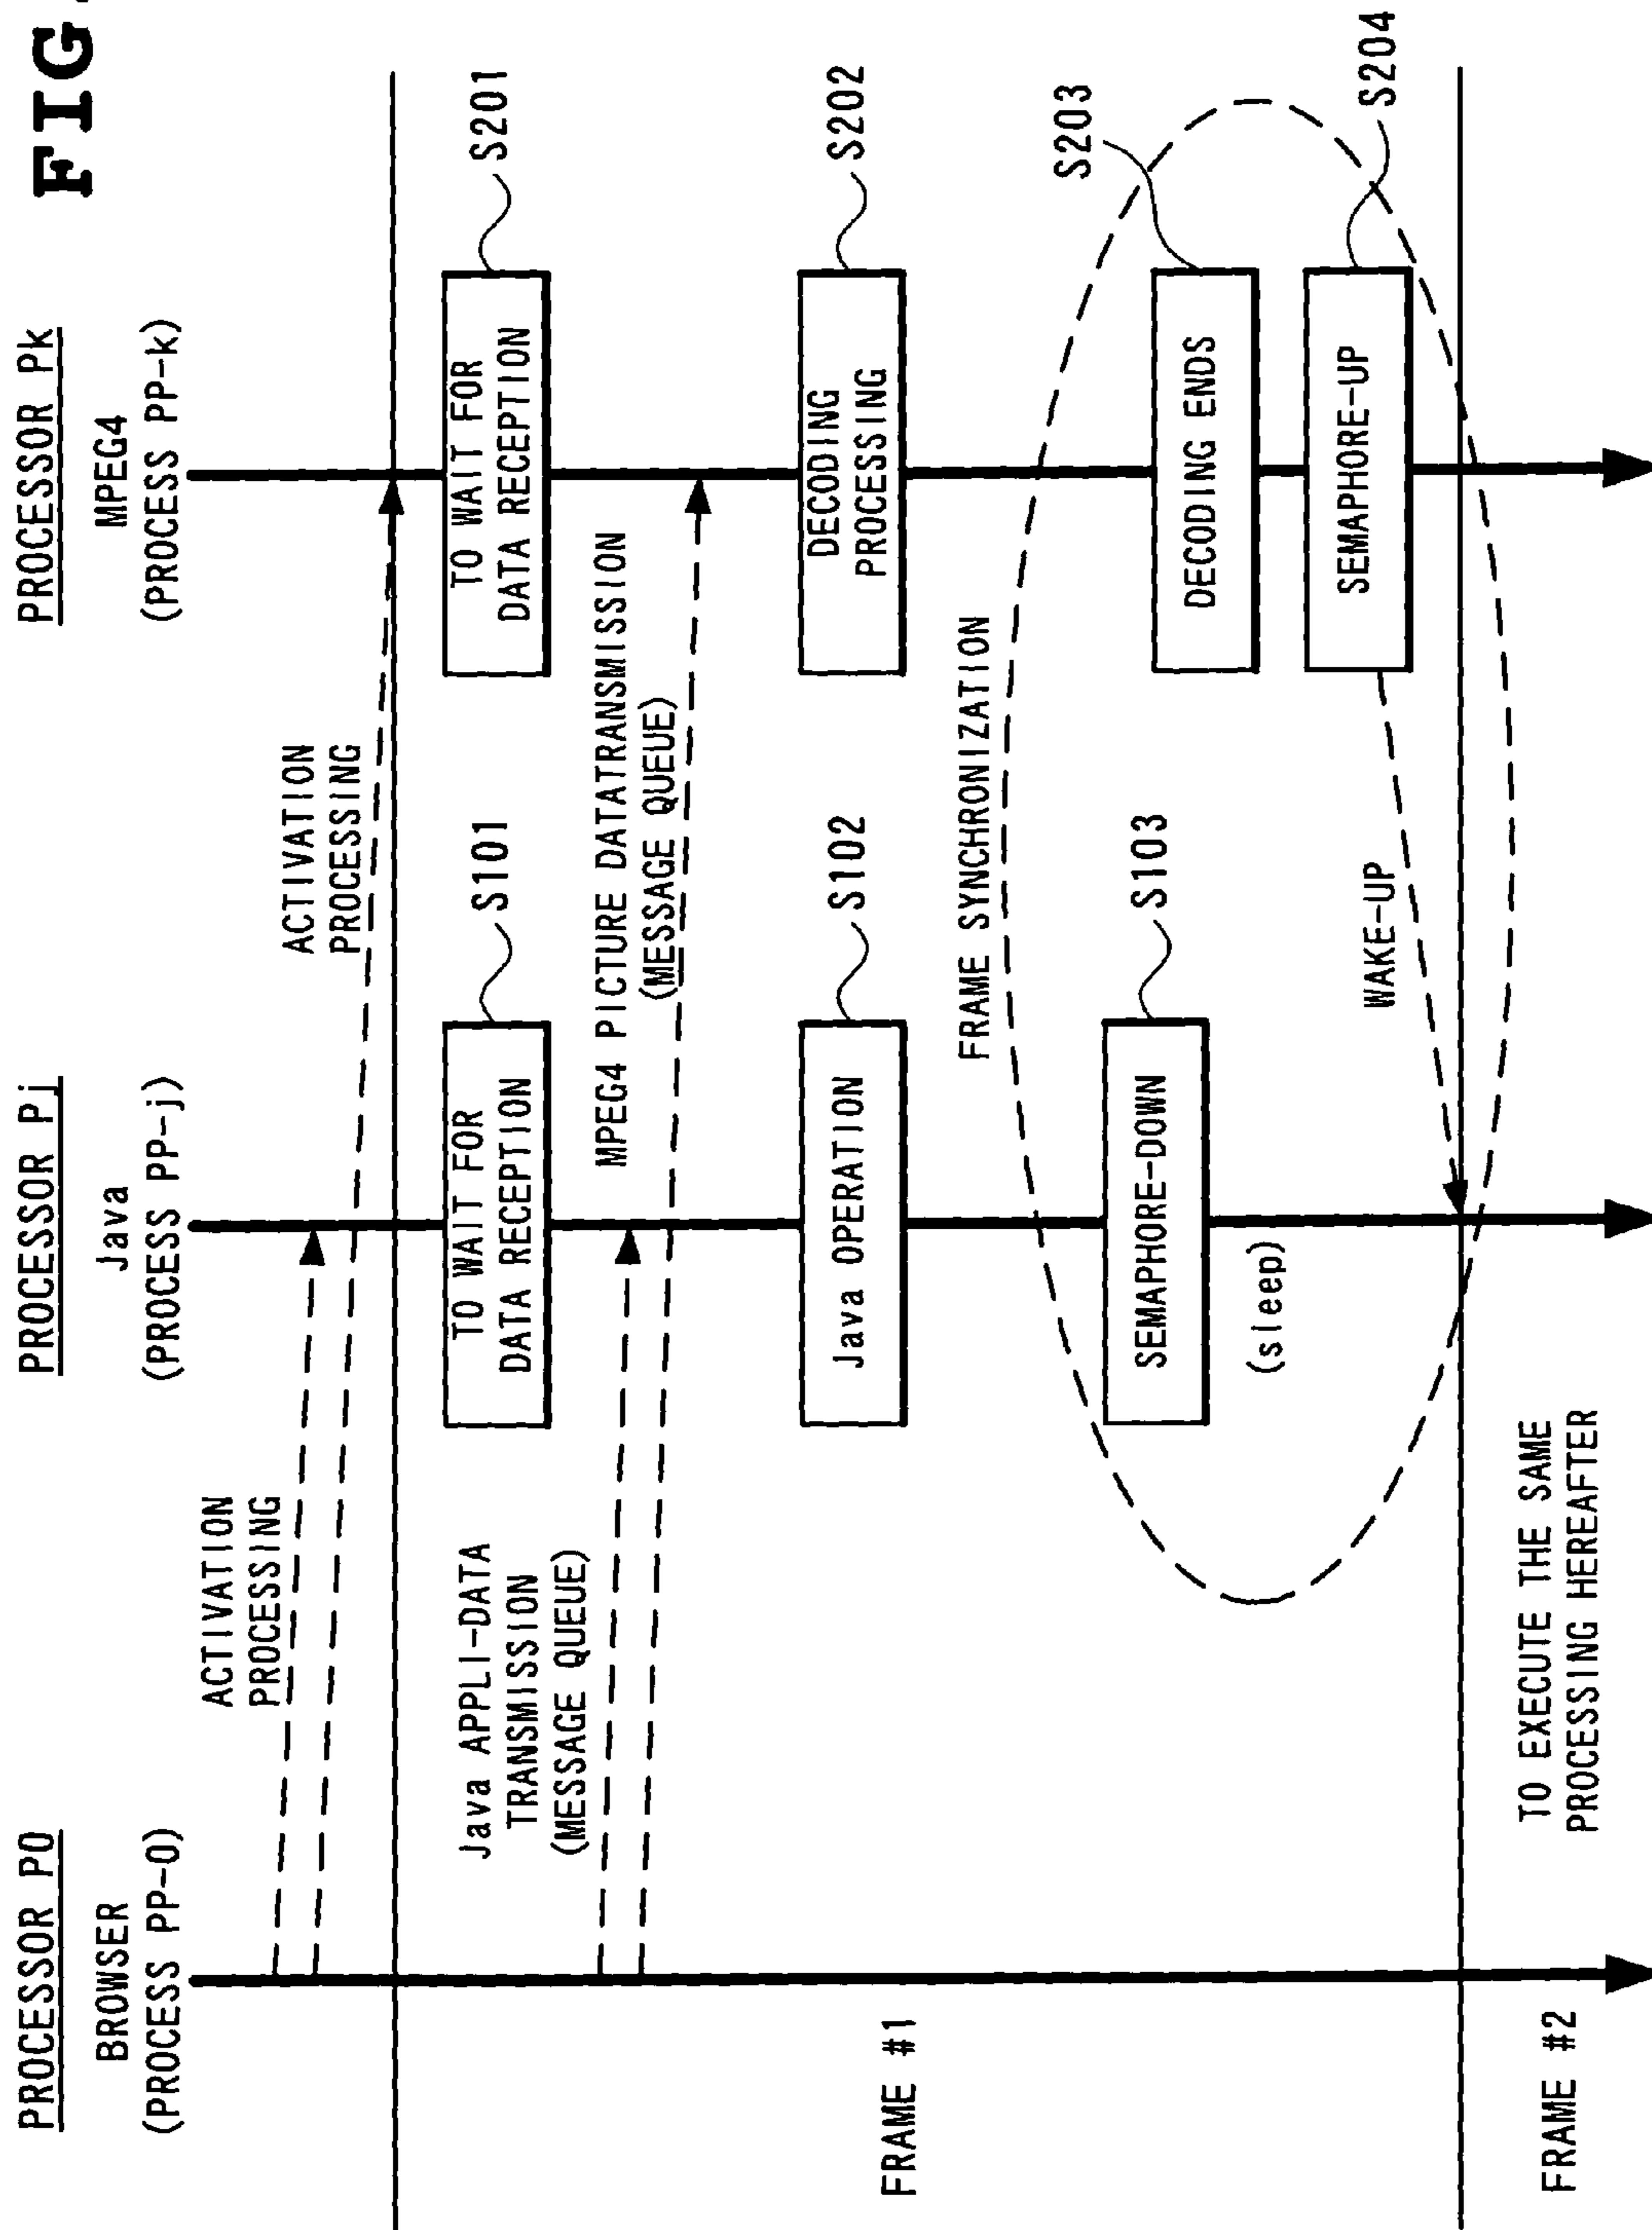 FIG.
PROCESSOR P0
BROWSER
(PROCESS PP-0)
PROCESSOR Pj
Java
(PROCESS PP-j)
PROCESSOR Pk
MPEG4
(PROCESS PP-k)
ACTIVATION
PROCESSING
ACTIVATION
PROCESSING
TO WAIT FOR
DATA RECEPTION
S101
TO WAIT FOR
DATA RECEPTION
S201
Java APPLI-DATA
TRANSMISSION
(MESSAGE QUEUE)
MPEG4 PICTURE DATATRANSMISSION
(MESSAGE QUEUE)
FRAME #1
Java OPERATION
S102
DECODING
PROCESSING
S202
FRAME SYNCHRONIZATION
SEMAPHORE-DOWN
S103
(sleep)
DECODING ENDS
S203
SEMAPHORE-UP
S204
WAKE-UP
FRAME #2
TO EXECUTE THE SAME
PROCESSING HEREAFTER